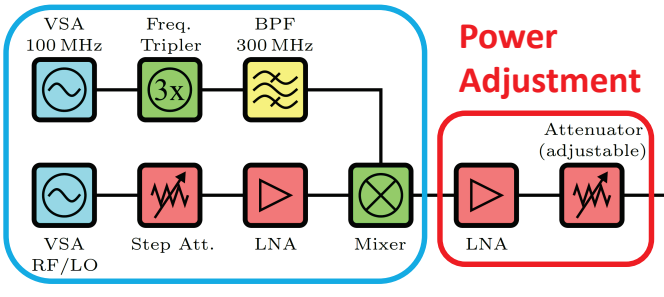 VSA
100 MHz
Freq.
Tripler
BPF
300 MHz
Power
Adjustment
3x
Attenuator
(adjustable)
VSA
RF/LO
Step Att.
LNA
Mixer
LNA